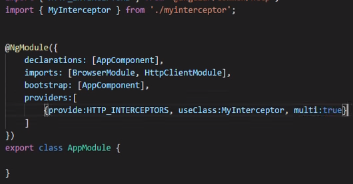 import { MyInterceptor } from './myinterceptor';
@NgModule({
declarations: [AppComponent],
imports: [BrowserModule, HttpClientModule],
bootstrap: [AppComponent],
providers:[
{provide:HTTP_INTERCEPTORS, useClass:MyInterceptor, multi:true}
]
})
export class AppModule {
}